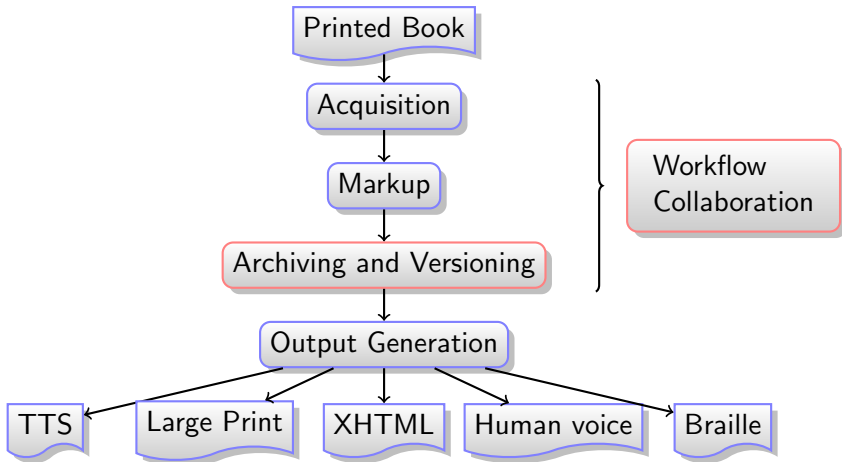 Printed Book
Acquisition
Markup
Archiving and Versioning
Workflow
Collaboration
Output Generation
TTS
Large Print
XHTML
Human voice
Braille